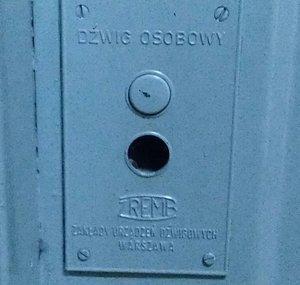 DŹWIG OSOBOWY
ZREMB
ZAKŁADY URZĄDZEŃ DŹWIGOWYCH
WARSZAWA